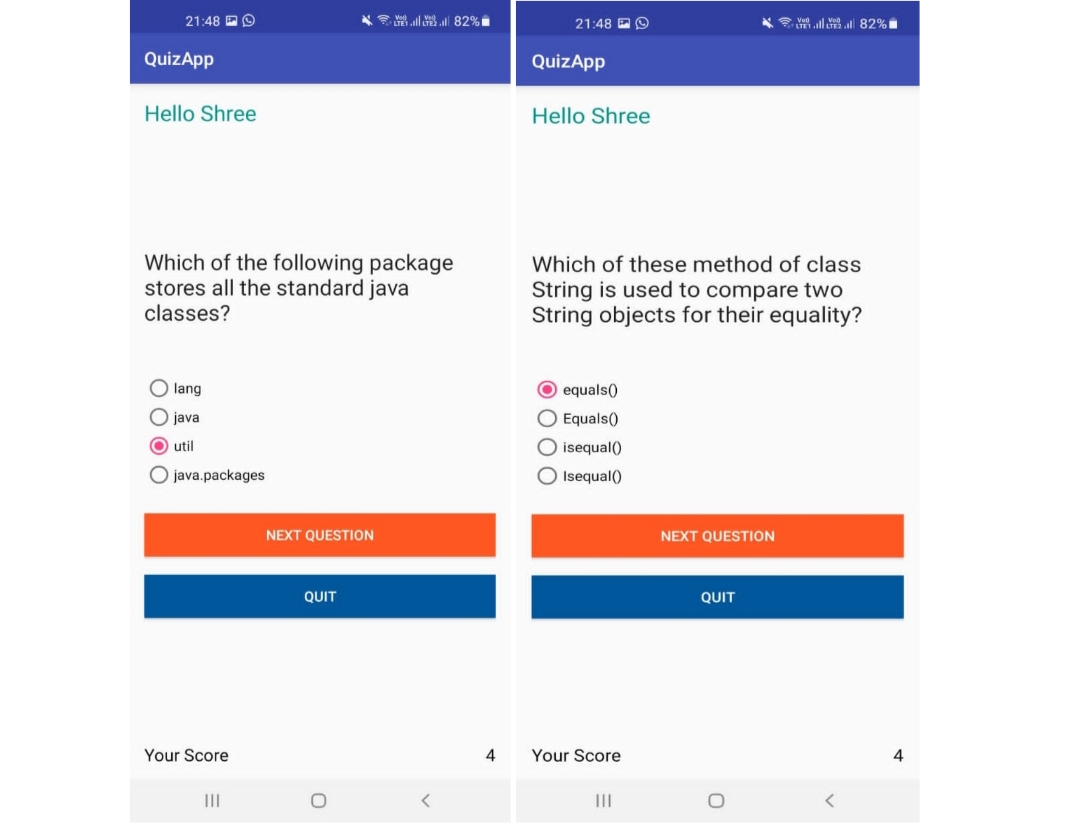 21:48 82%
QuizApp
Hello Shree
Which of the following package
stores all the standard java
classes?
lang
java
util
java.packages
NEXT QUESTION
QUIT
Your Score 4
21:48 82%
QuizApp
Hello Shree
Which of these method of class
String is used to compare two
String objects for their equality?
equals()
Equals()
isequal()
Isequal()
NEXT QUESTION
QUIT
Your Score 4